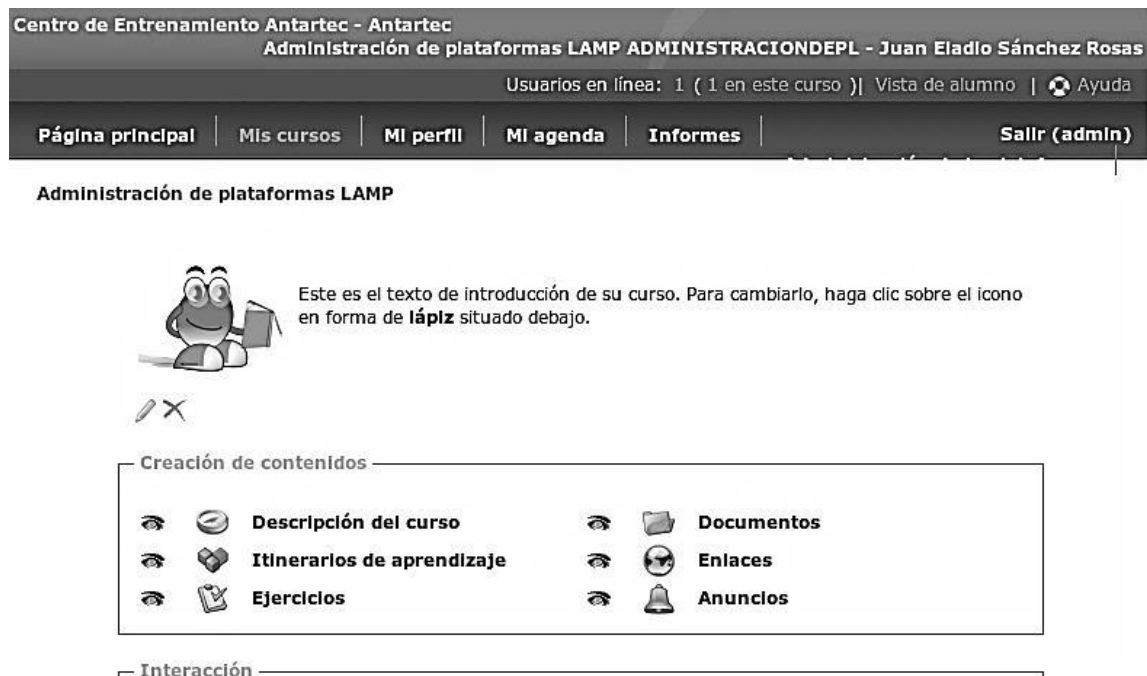 Centro de Entrenamiento Antartec - Antartec
Administración de plataformas LAMP ADMINISTRACIONDEPL - Juan Eladio Sánchez Rosas
Usuarios en línea: 1 ( 1 en este curso )| Vista de alumno | Ayuda
Página principal | Mis cursos | Mi perfil | Mi agenda | Informes | Salir (admin)
Administración de plataformas LAMP
Este es el texto de introducción de su curso. Para cambiarlo, haga clic sobre el icono
en forma de lápiz situado debajo.
Creación de contenidos
Descripción del curso Documentos
Itinerarios de aprendizaje Enlaces
Ejercicios Anuncios
Interacción